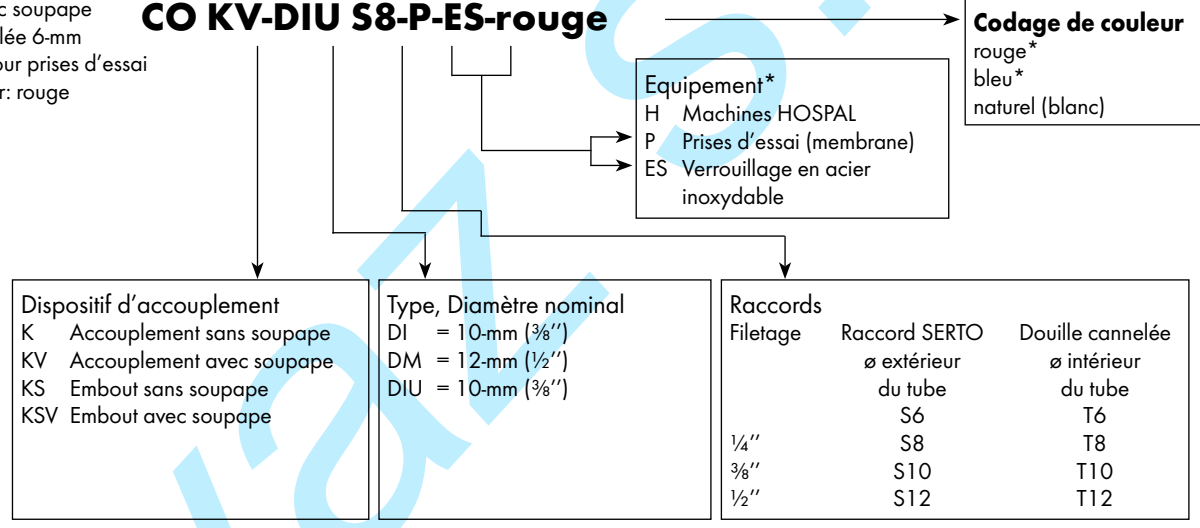 soupape
CO KV-DIU S8-P-ES-rouge
6-mm
prises d'essai
rouge
Codage de couleur
rouge*
bleu*
naturel (blanc)
Equipement*
H Machines HOSPAL
P Prises d'essai (membrane)
ES Verrouillage en acier
inoxydable
Dispositif d'accouplement
K Accouplement sans soupape
KV Accouplement avec soupape
KS Embout sans soupape
KSV Embout avec soupape
Type, Diamètre nominal
DI = 10-mm (⅜'')
DM = 12-mm (½'')
DIU = 10-mm (⅜'')
Raccords
Filetage Raccord SERTO Douille cannelée
ø extérieur ø intérieur
du tube du tube
S6 T6
¼'' S8 T8
⅜'' S10 T10
½'' S12 T12